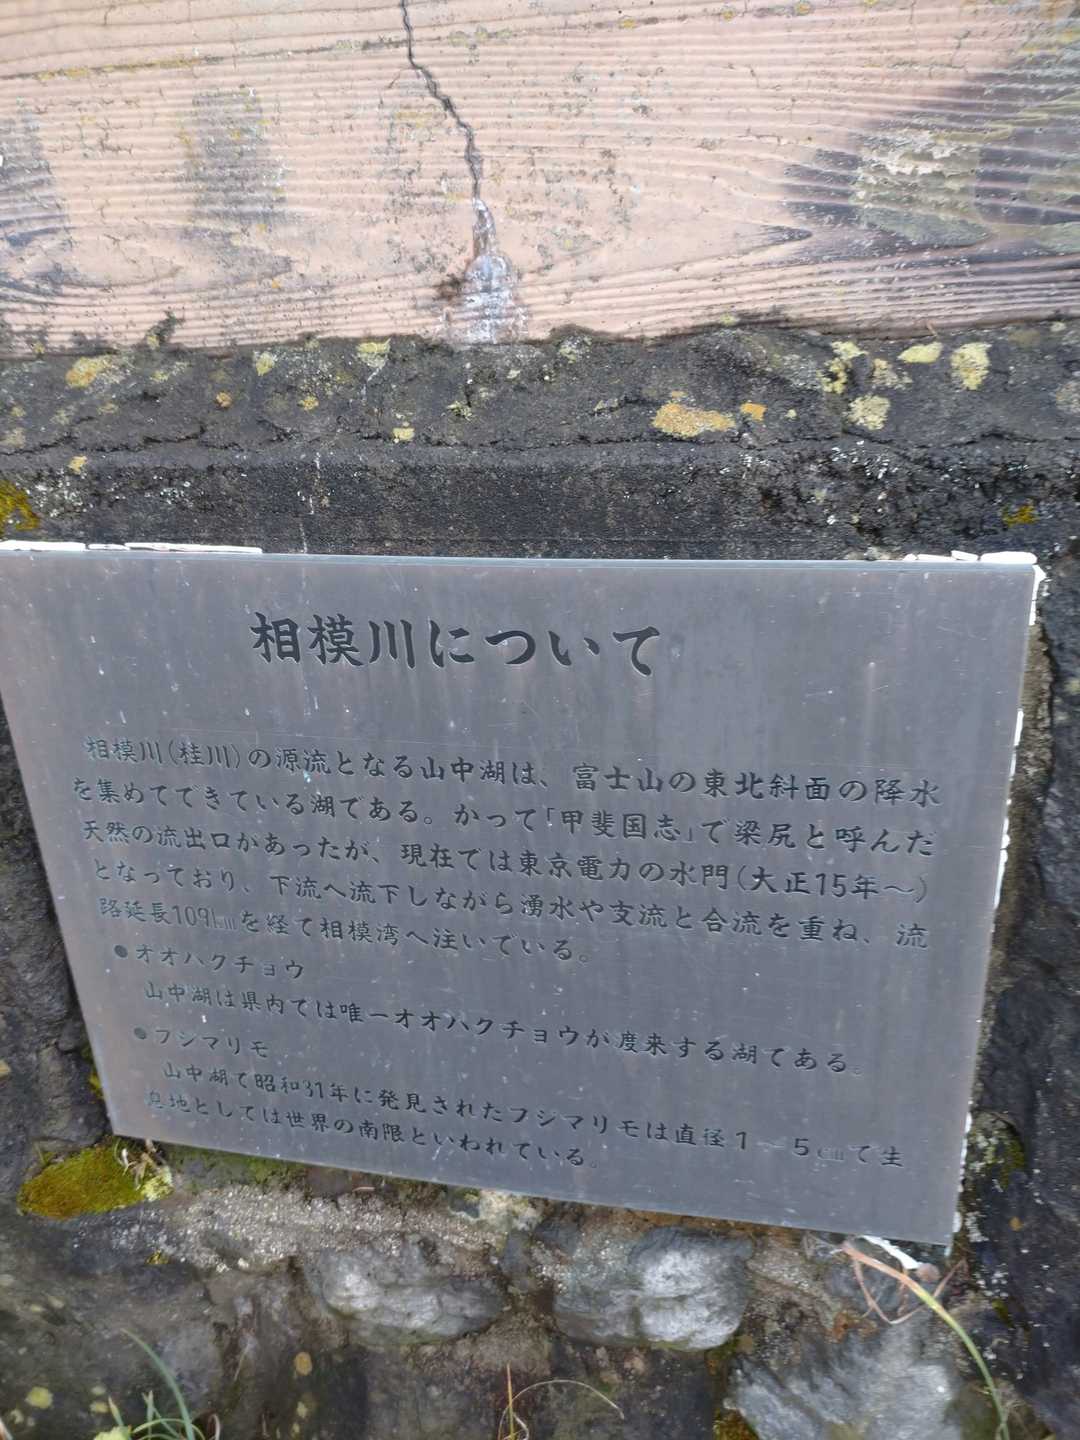 相模川について
相模川(桂川)の源流となる山中湖は、富士山の東北斜面の降水
を集めてできている湖である。かって「甲斐国志」で梁尻と呼んだ
天然の流出口があったが、現在では東京電力の水門(大正15年～)
となっており、下流へ流下しながら湧水や支流と合流を重ね、流
路延長109kmを経て相模湾へ注いでいる。
●オオハクチョウ
山中湖は県内では唯一オオハクチョウが度来する湖である。
●フジマリモ
山中湖で昭和31年に発見されたフジマリモは直径1～5cmで生
息地としては世界の南限といわれている。